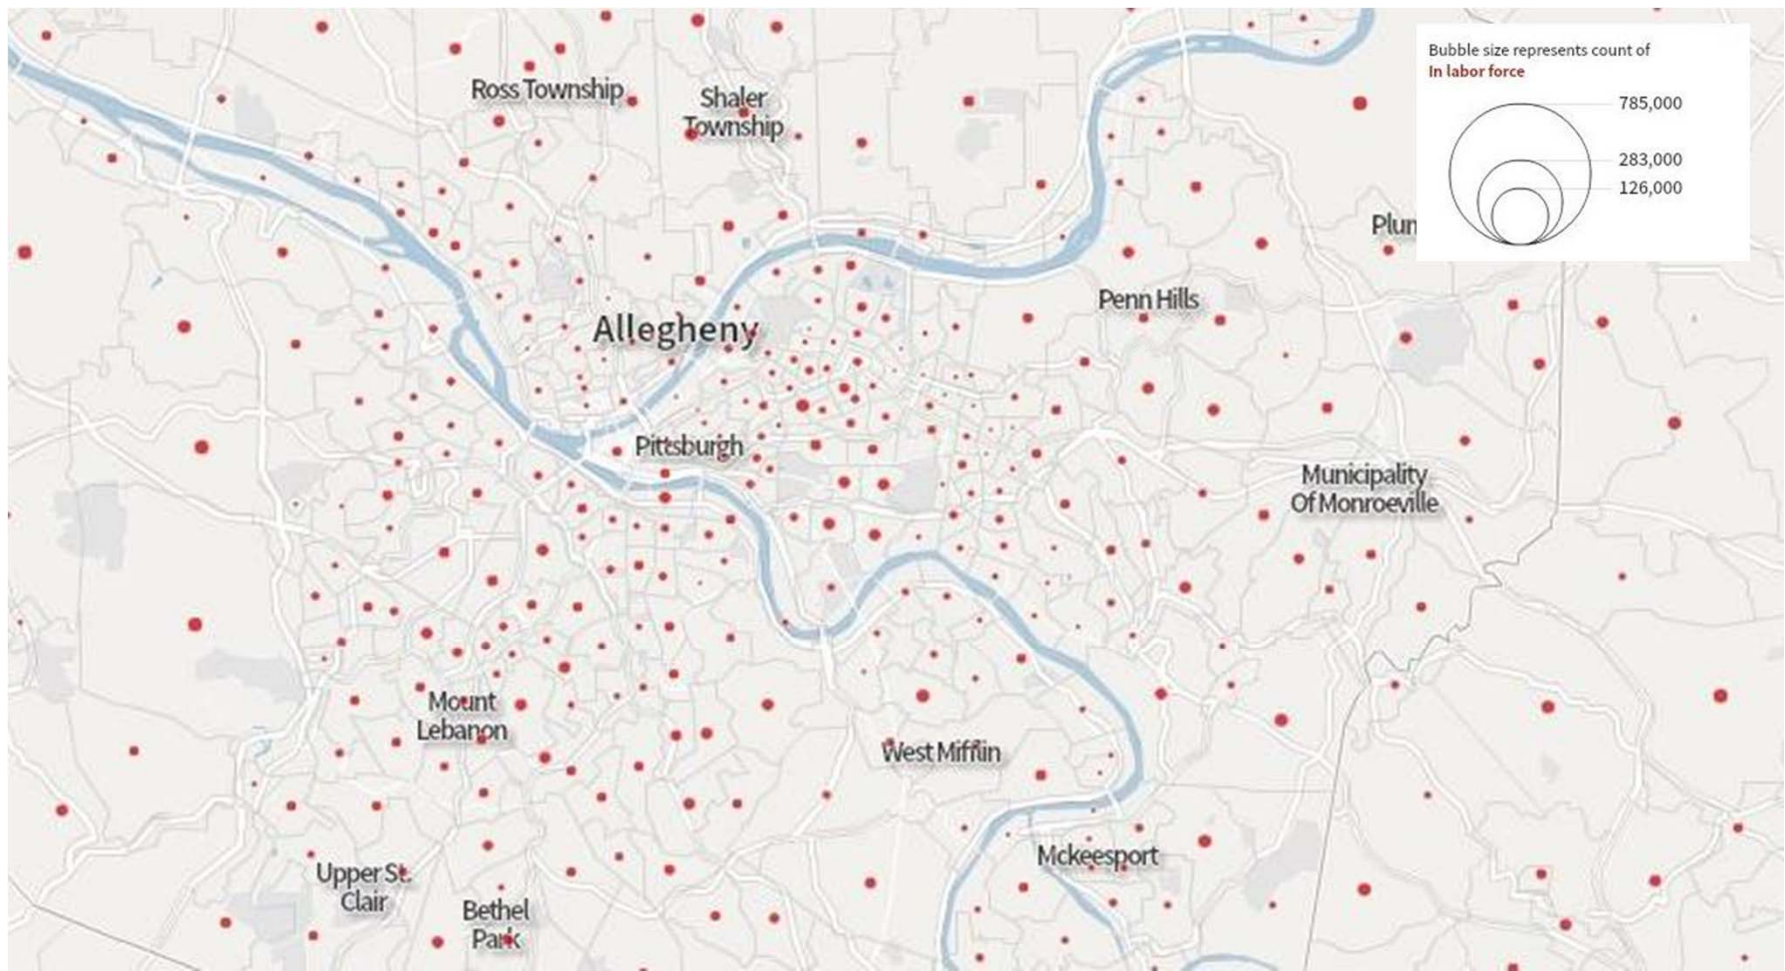 Bubble size represents count of
In labor force
785,000
283,000
126,000
Ross Township
Shaler
Township
Plum
Penn Hills
Allegheny
Pittsburgh
Municipality
Of Monroeville
Mount
Lebanon
West Mifflin
Mckeesport
Upper St.
Clair
Bethel
Park